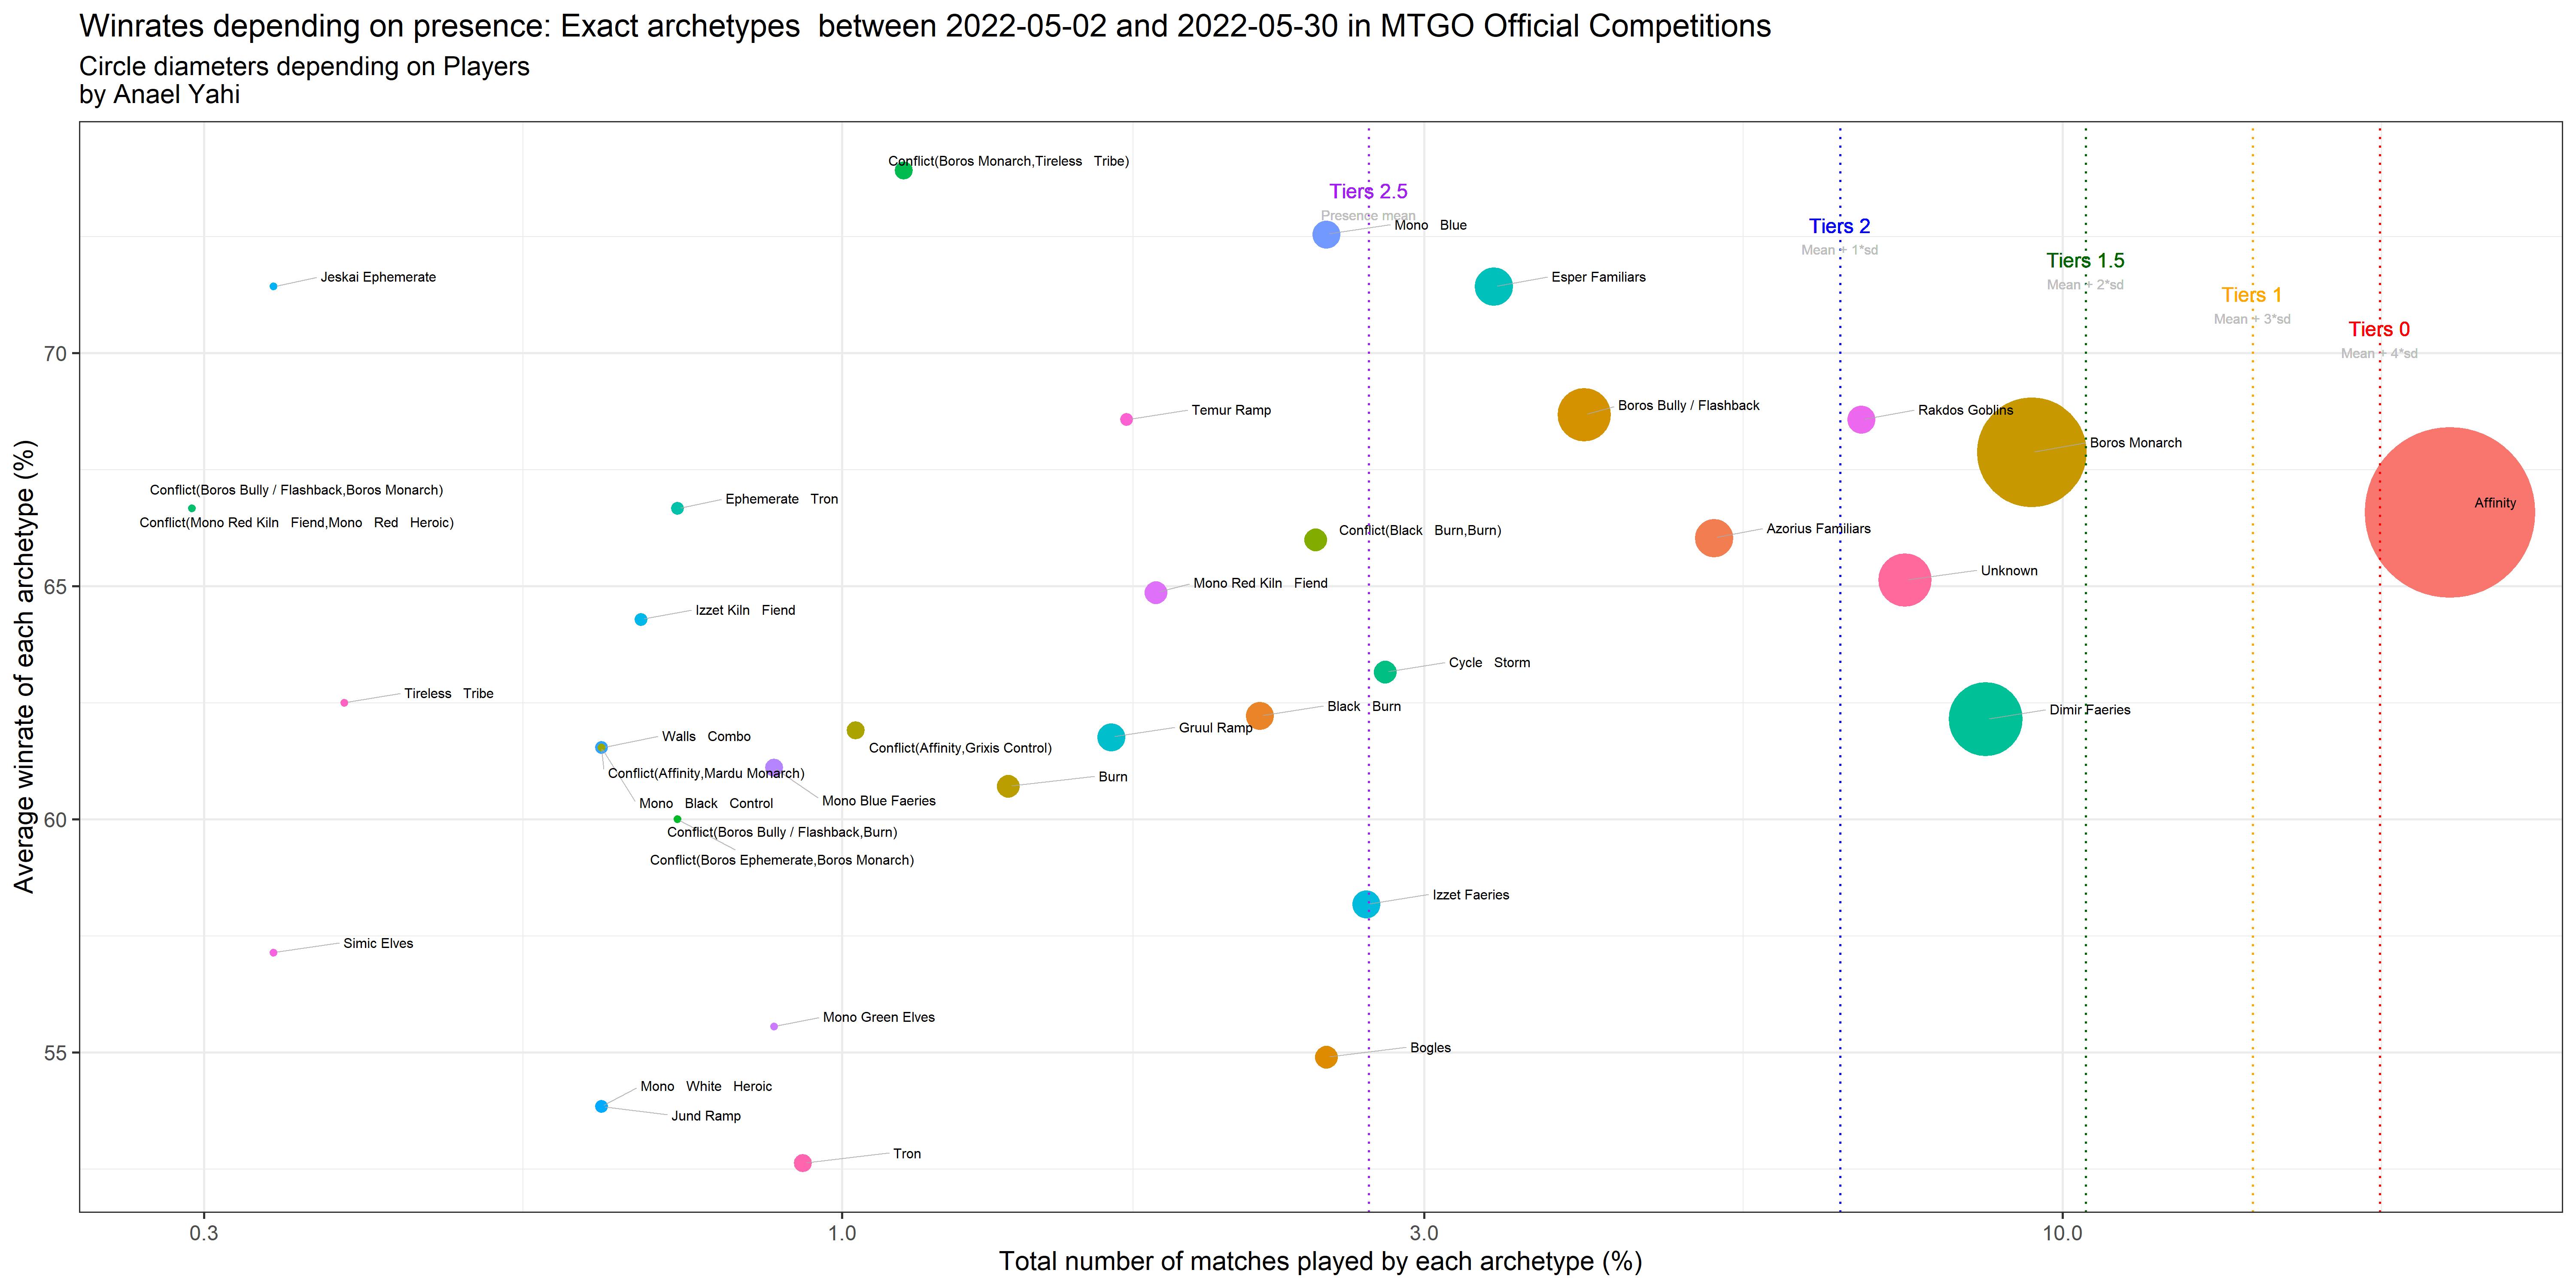 Winrates depending on presence: Exact archetypes  between 2022-05-02 and 2022-05-30 in MTGO Official Competitions
Circle diameters depending on Players
by Anael Yahi
Conflict(Boros Monarch,Tireless   Tribe)
Tiers 2.5
Presence mean
Mono   Blue
Tiers 2
Mean + 1*sd
Tiers 1.5
Mean + 2*sd
Jeskai Ephemerate
Esper Familiars
Tiers 1
Mean + 3*sd
Tiers 0
Mean + 4*sd
70
Temur Ramp
Boros Bully / Flashback
Rakdos Goblins
Boros Monarch
Conflict(Boros Bully / Flashback,Boros Monarch)
Ephemerate   Tron
Affinity
Conflict(Mono Red Kiln   Fiend,Mono   Red   Heroic)
Conflict(Black   Burn,Burn)
Azorius Familiars
Unknown
65
Mono Red Kiln   Fiend
Izzet Kiln   Fiend
Cycle   Storm
Tireless   Tribe
Black   Burn
Dimir Faeries
Gruul Ramp
Walls   Combo
Conflict(Affinity,Grixis Control)
Conflict(Affinity,Mardu Monarch)
Burn
Mono   Black   Control
Mono Blue Faeries
60
Conflict(Boros Bully / Flashback,Burn)
Conflict(Boros Ephemerate,Boros Monarch)
Izzet Faeries
Simic Elves
Mono Green Elves
55
Bogles
Mono   White   Heroic
Jund Ramp
Tron
Average winrate of each archetype (%)
0.3
1.0
3.0
10.0
Total number of matches played by each archetype (%)